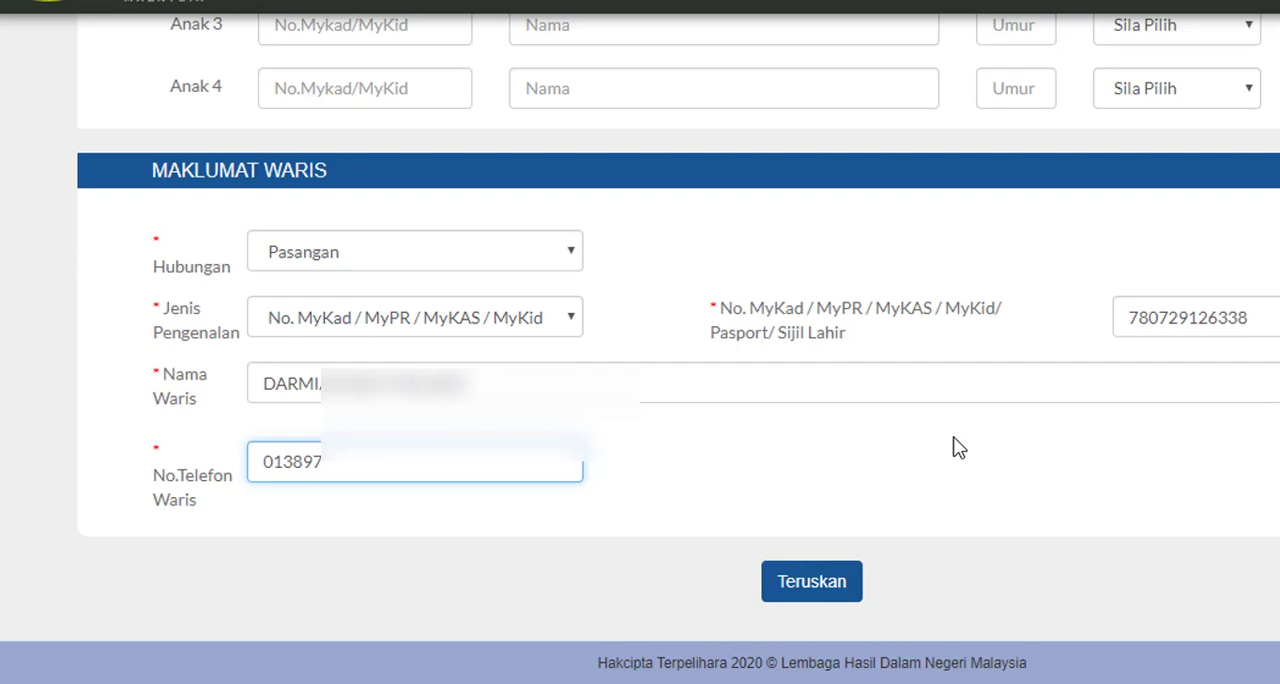 Anak 3 No.Mykad/MyKid Nama Umur Sila Pilih
Anak 4 No.Mykad/MyKid Nama Umur Sila Pilih
MAKLUMAT WARIS
* Hubungan Pasangan
* Jenis Pengenalan No. MyKad / MyPR / MyKAS / MyKid
* No. MyKad / MyPR / MyKAS / MyKid/
Pasport/ Sijil Lahir 780729126338
* Nama Waris
* No.Telefon Waris 013897
Teruskan
Hakcipta Terpelihara 2020 © Lembaga Hasil Dalam Negeri Malaysia